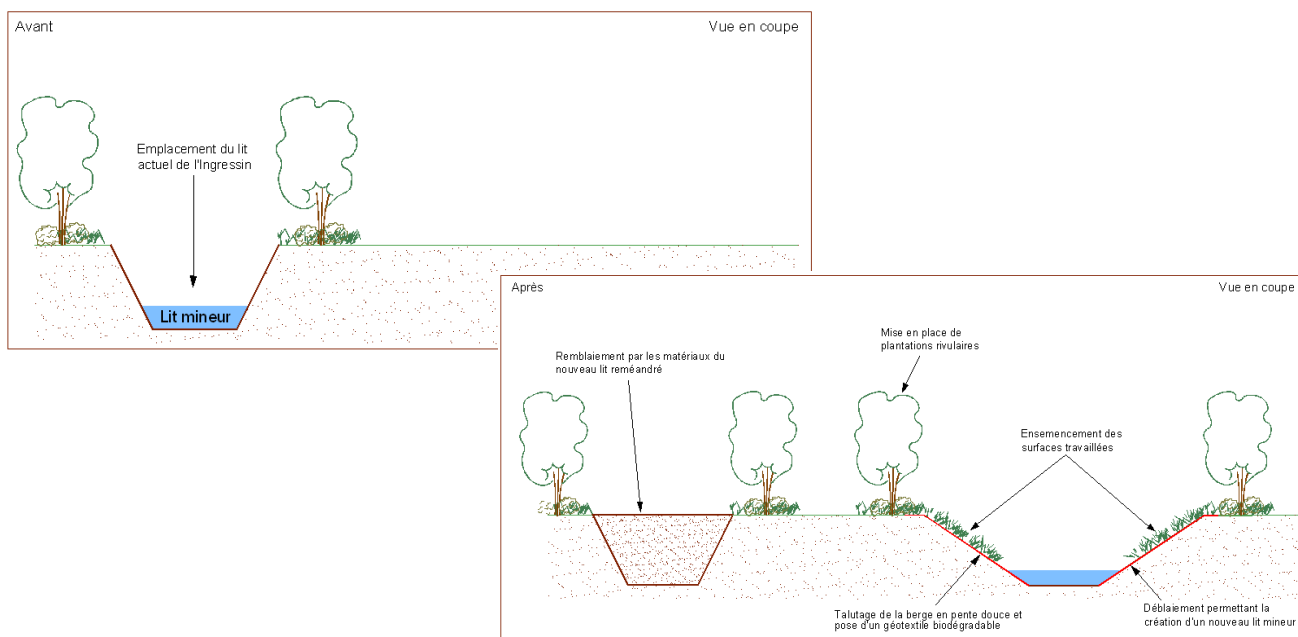 Avant
Vue en coupe
Emplacement du lit
actuel de l'Ingressin
Lit mineur
Après
Vue en coupe
Mise en place de
plantations rivulaires
Remblaiement par les matériaux du
nouveau lit reméandré
Ensemencement des
surfaces travaillées
Talutage de la berge en pente douce et
pose d'un géotextile biodégradable
Déblaiement permettant la
création d'un nouveau lit mineur